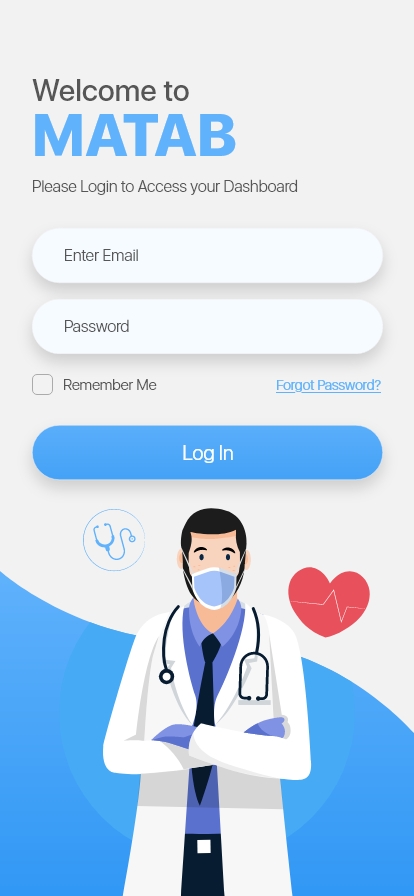 Welcome to
MATAB
Please Login to Access your Dashboard
Enter Email
Password
Remember Me
Forgot Password?
Log In